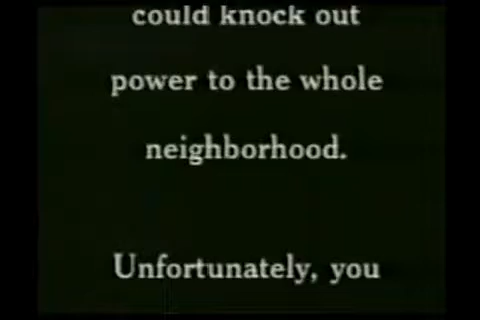 could knock out
power to the whole
neighborhood.
Unfortunately, you